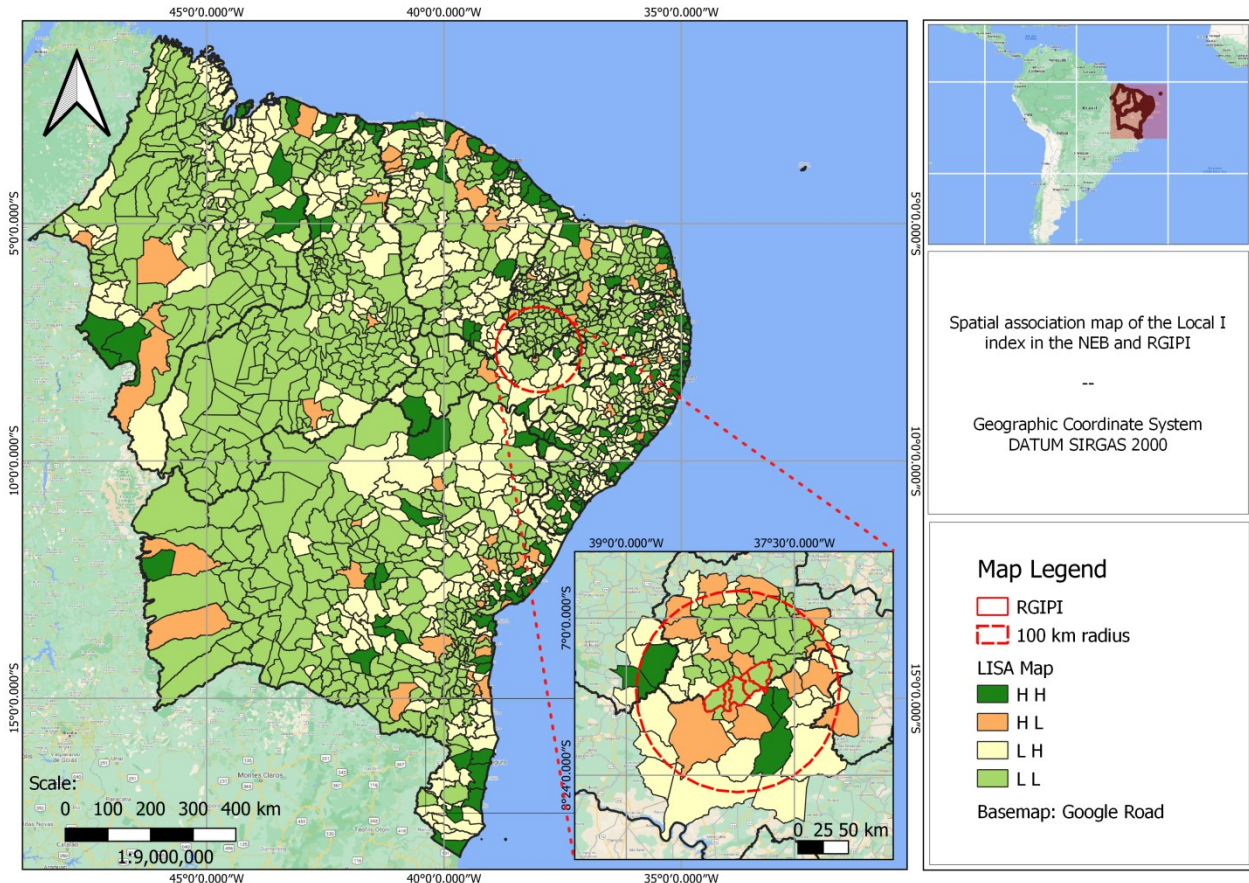 45°0'0.000"W
40°0'0.000"W
35°0'0.000"W
5°0'0.000"S
10°0'0.000"S
15°0'0.000"S
5°0'0.000"S
10°0'0.000"S
15°0'0.000"S
Scale:
0 100 200 300 400 km
1:9,000,000
45°0'0.000"W
40°0'0.000"W
35°0'0.000"W
39°0'0.000"W
37°30'0.000"W
7°0'0.000"S
8°24'0.000"S
0 25 50 km
Spatial association map of the Local I
index in the NEB and RGIPI
--
Geographic Coordinate System
DATUM SIRGAS 2000
Map Legend
RGIPI
100 km radius
LISA Map
H H
H L
L H
L L
Basemap: Google Road